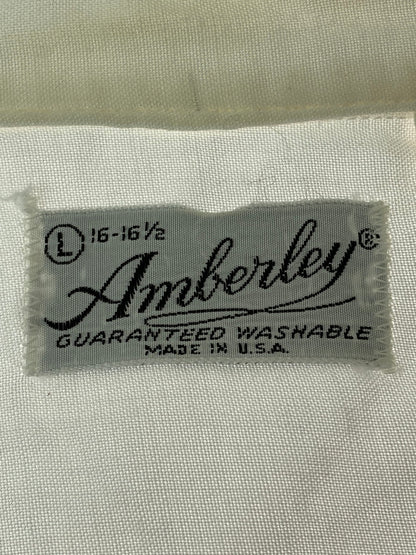 L 16-16½
Amberley®
GUARANTEED WASHABLE
MADE IN U.S.A.